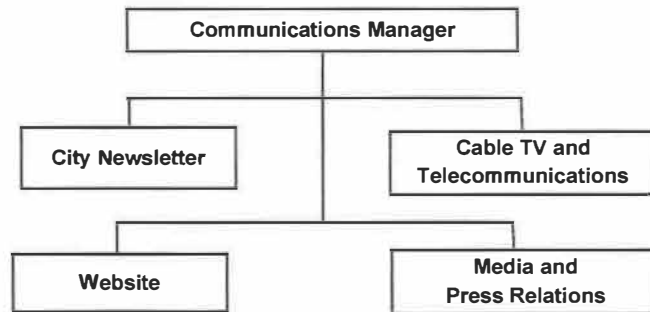 Communications Manager
City Newsletter
Cable TV and
Telecommunications
Website
Media and
Press Relations